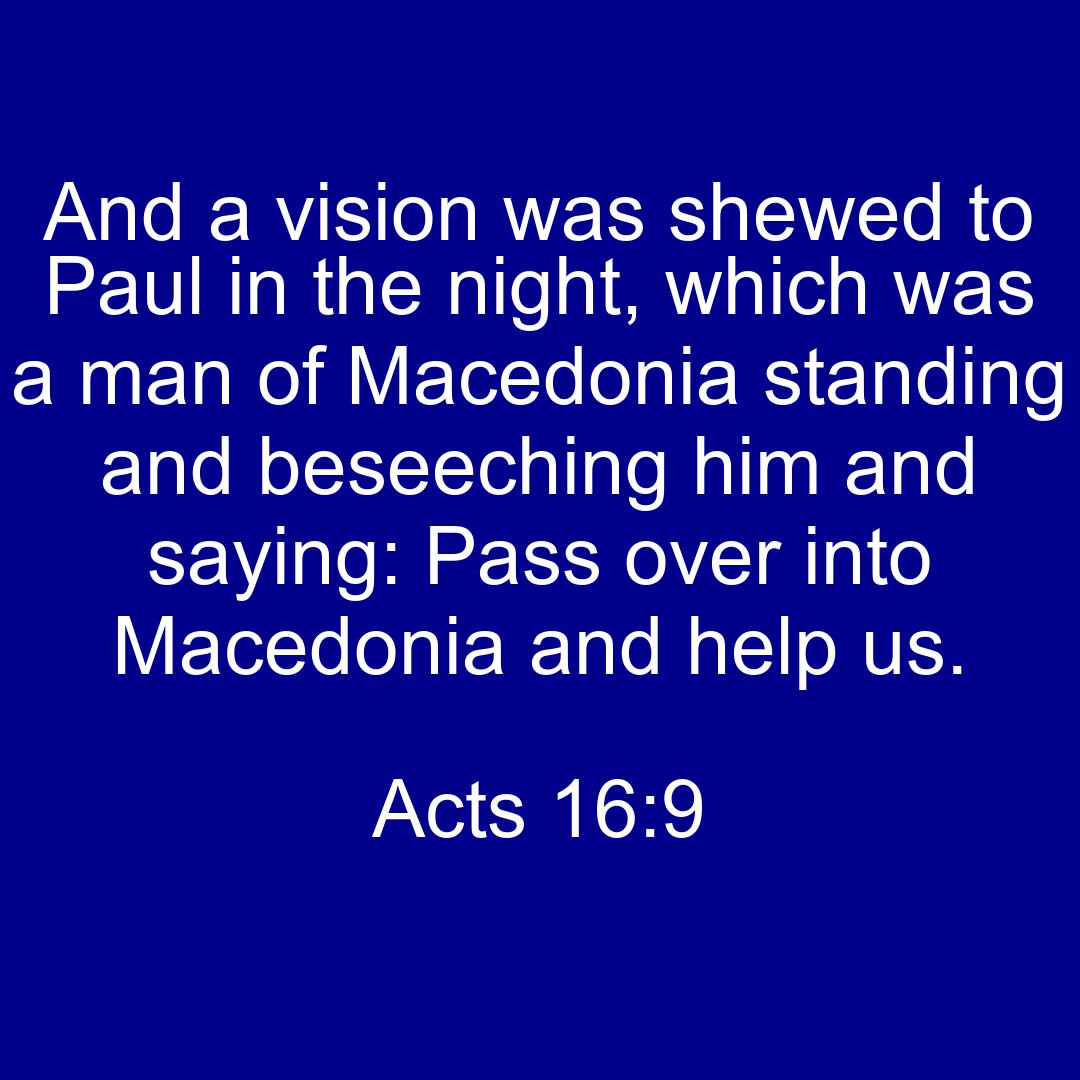 And a vision was shewed to
Paul in the night, which was
a man of Macedonia standing
and beseeching him and
saying: Pass over into
Macedonia and help us.
Acts 16:9